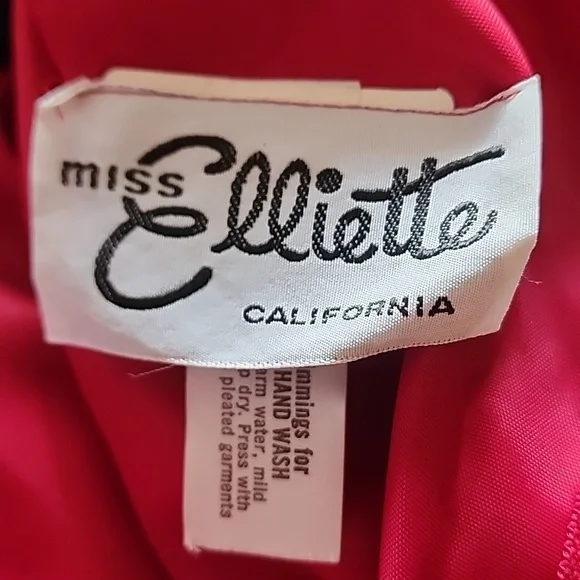 miss Elliette
CALIFORNIA
mmings for
HAND WASH
arm water, mild
p dry. Press with
pleated garments